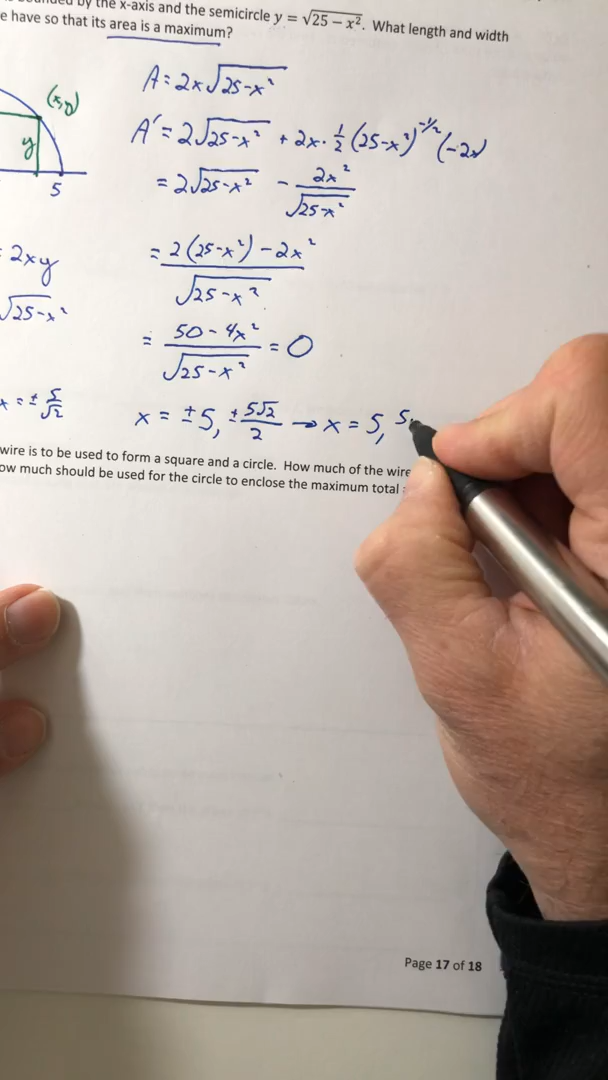 by the x-axis and the semicircle y = √25 − x². What length and width
e have so that its area is a maximum?
(x,y)
y
5
A = 2x√25-x²
A' = 2√25-x² + 2x · 1/2 (25-x²)^-1/2 (-2x)
= 2√25-x² - 2x²/√25-x²
= 2xy
√25-x²
= 2(25-x²) - 2x²/√25-x²
= 50 - 4x²/√25-x² = 0
x = ± 5/√2
x = ±5, ± 5√2/2 → x = 5, 5
wire is to be used to form a square and a circle. How much of the wire
ow much should be used for the circle to enclose the maximum total
Page 17 of 18